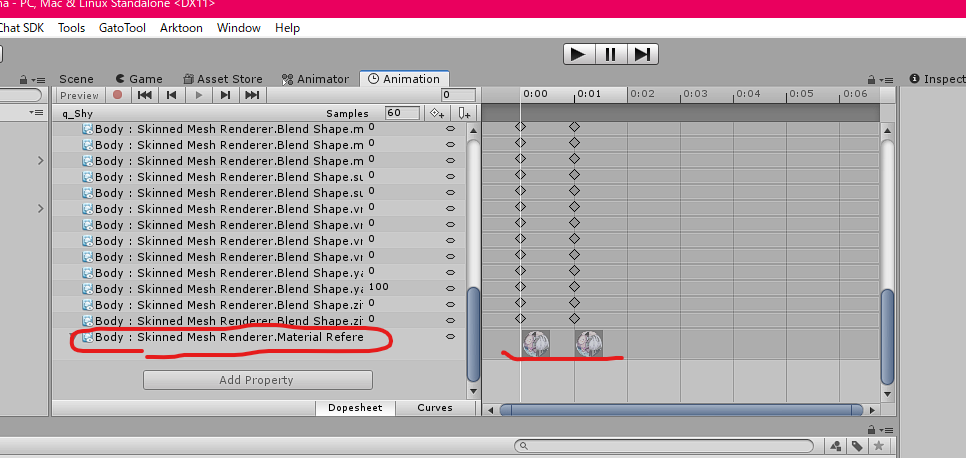 na - PC, Mac & Linux Standalone <DX11>
Chat SDK Tools GatoTool Arktoon Window Help
Scene Game Asset Store Animator Animation Inspect
Preview 0 0:00 0:01 0:02 0:03 0:04 0:05 0:06
q_Shy Samples 60
Body : Skinned Mesh Renderer.Blend Shape.m 0
Body : Skinned Mesh Renderer.Blend Shape.m 0
Body : Skinned Mesh Renderer.Blend Shape.m 0
Body : Skinned Mesh Renderer.Blend Shape.su 0
Body : Skinned Mesh Renderer.Blend Shape.su 0
Body : Skinned Mesh Renderer.Blend Shape.vr 0
Body : Skinned Mesh Renderer.Blend Shape.vr 0
Body : Skinned Mesh Renderer.Blend Shape.vr 0
Body : Skinned Mesh Renderer.Blend Shape.vr 0
Body : Skinned Mesh Renderer.Blend Shape.ya 0
Body : Skinned Mesh Renderer.Blend Shape.ya 100
Body : Skinned Mesh Renderer.Blend Shape.zi 0
Body : Skinned Mesh Renderer.Blend Shape.zi 0
Body : Skinned Mesh Renderer.Material Refere
Add Property
Dopesheet Curves